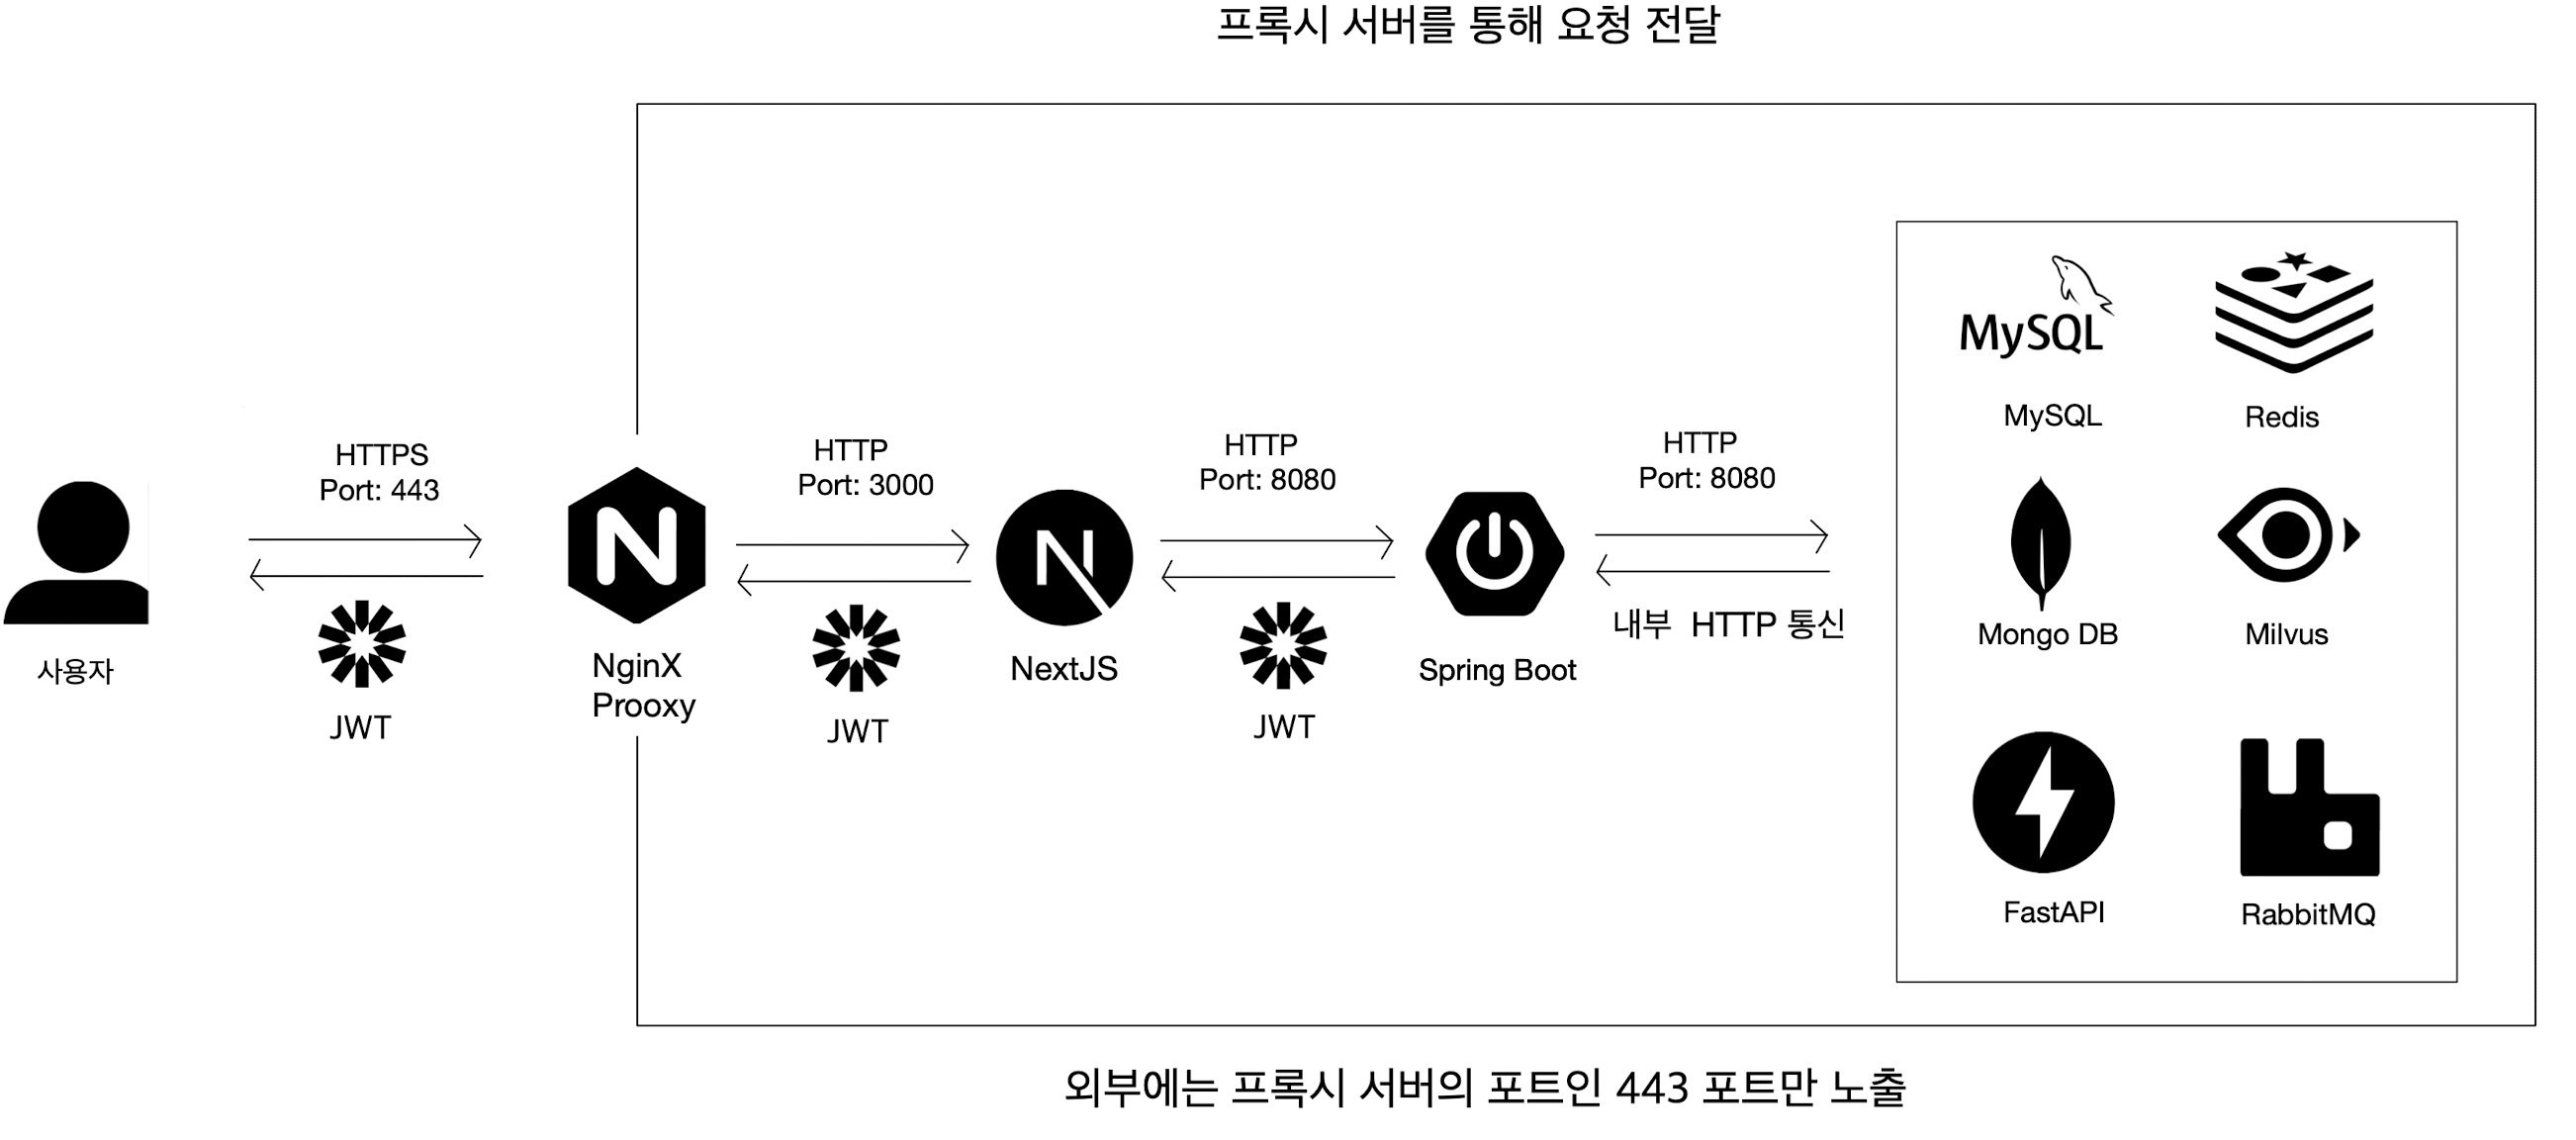 프록시 서버를 통해 요청 전달
HTTPS
Port: 443
HTTP
Port: 3000
HTTP
Port: 8080
HTTP
Port: 8080
사용자
JWT
NginX
Prooxy
JWT
NextJS
JWT
Spring Boot
내부 HTTP 통신
MySQL
MySQL
Redis
Mongo DB
Milvus
FastAPI
RabbitMQ
외부에는 프록시 서버의 포트인 443 포트만 노출